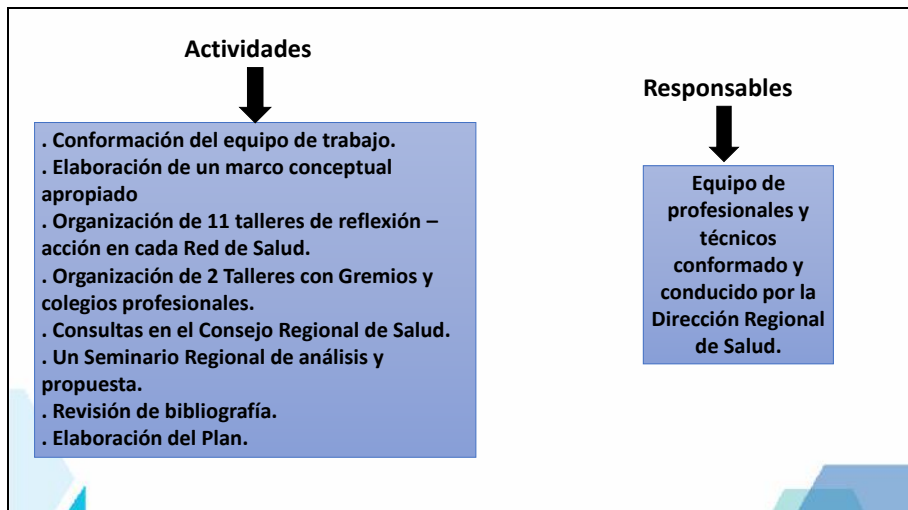 Actividades
. Conformación del equipo de trabajo.
. Elaboración de un marco conceptual
apropiado
. Organización de 11 talleres de reflexión –
acción en cada Red de Salud.
. Organización de 2 Talleres con Gremios y
colegios profesionales.
. Consultas en el Consejo Regional de Salud.
. Un Seminario Regional de análisis y
propuesta.
. Revisión de bibliografía.
. Elaboración del Plan.
Responsables
Equipo de
profesionales y
técnicos
conformado y
conducido por la
Dirección Regional
de Salud.